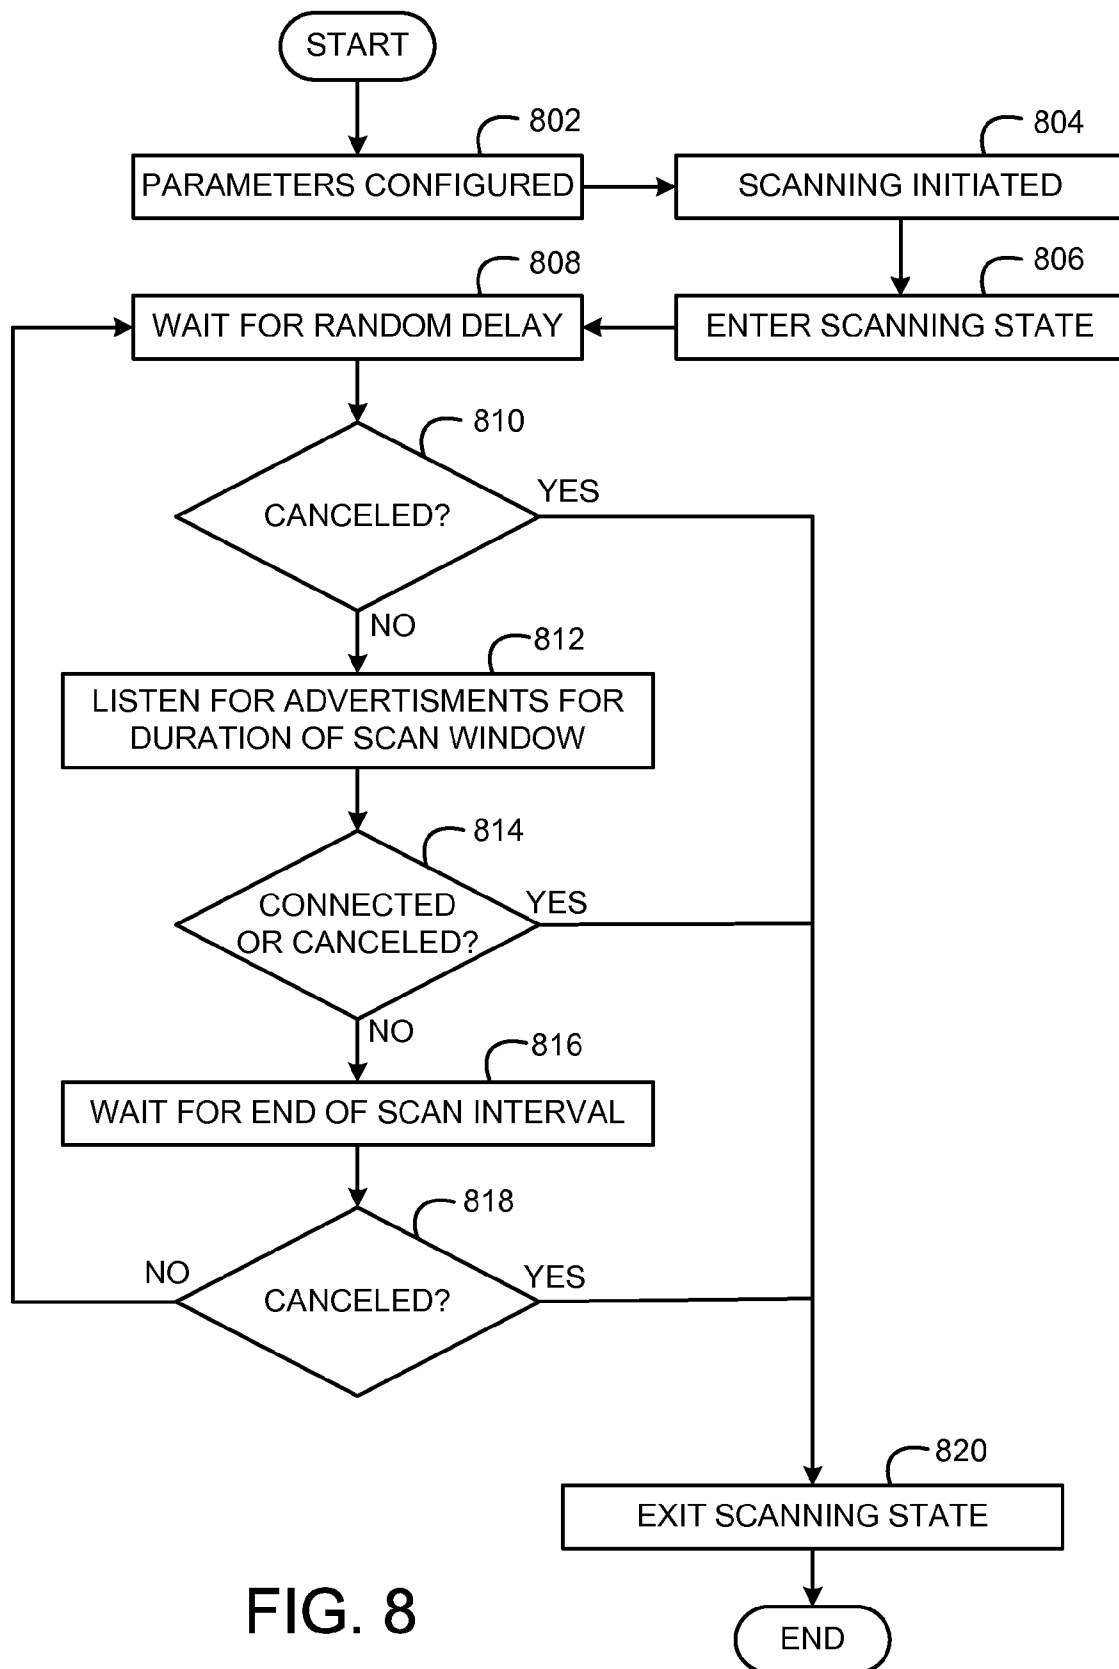 START
802
PARAMETERS CONFIGURED
804
SCANNING INITIATED
806
ENTER SCANNING STATE
808
WAIT FOR RANDOM DELAY
810
CANCELED?
YES
NO
812
LISTEN FOR ADVERTISMENTS FOR
DURATION OF SCAN WINDOW
814
CONNECTED
OR CANCELED?
YES
NO
816
WAIT FOR END OF SCAN INTERVAL
818
CANCELED?
NO
YES
820
EXIT SCANNING STATE
END
FIG. 8